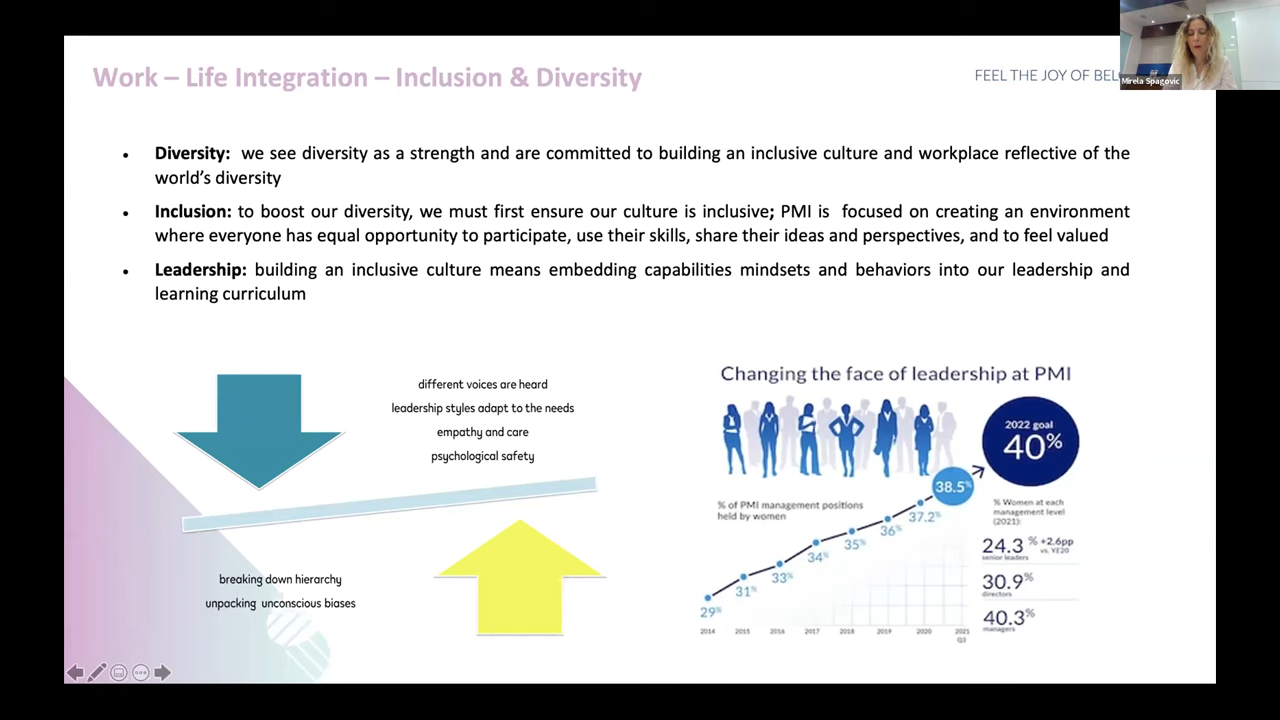 Work – Life Integration – Inclusion & Diversity
FEEL THE JOY OF BEL
Mirela Spagovic
• Diversity: we see diversity as a strength and are committed to building an inclusive culture and workplace reflective of the
world's diversity
• Inclusion: to boost our diversity, we must first ensure our culture is inclusive; PMI is focused on creating an environment
where everyone has equal opportunity to participate, use their skills, share their ideas and perspectives, and to feel valued
• Leadership: building an inclusive culture means embedding capabilities mindsets and behaviors into our leadership and
learning curriculum
different voices are heard
leadership styles adapt to the needs
empathy and care
psychological safety
breaking down hierarchy
unpacking unconscious biases
Changing the face of leadership at PMI
2022 goal
40%
% of PMI management positions
held by women
29%
31%
33%
34%
35%
36%
37.2%
38.5%
2014
2015
2016
2017
2018
2019
2020
2021
Q3
% Women at each
management level
(2021):
24.3% +2.6pp
vs. YE20
senior leaders
30.9%
directors
40.3%
managers